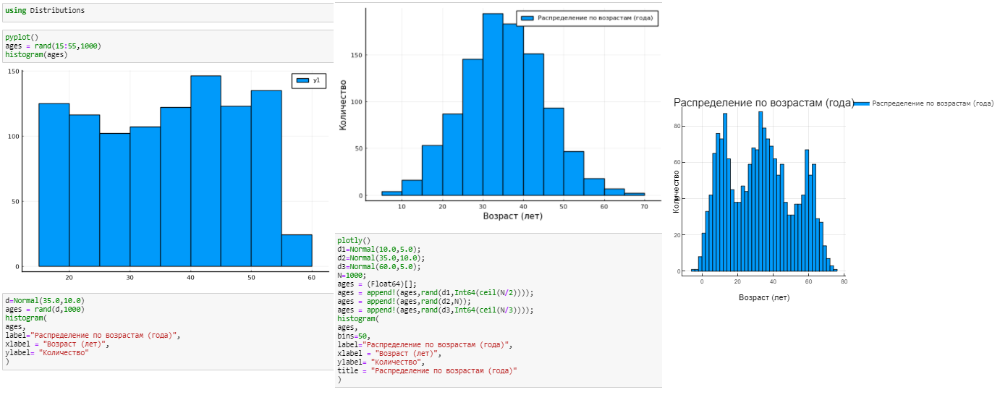 using Distributions
pyplot()
ages = rand(15:55,1000)
histogram(ages)
150
100
50
0
20 30 40 50 60
y1
d=Normal(35.0,10.0)
ages = rand(d,1000)
histogram(
ages,
label="Распределение по возрастам (года)",
xlabel = "Возраст (лет)",
ylabel= "Количество"
)
Распределение по возрастам (года)
Количество
150
100
50
0
10 20 30 40 50 60 70
Возраст (лет)
plotly()
d1=Normal(10.0,5.0);
d2=Normal(35.0,10.0);
d3=Normal(60.0,5.0);
N=1000;
ages = (Float64)[];
ages = append!(ages,rand(d1,Int64(ceil(N/2))));
ages = append!(ages,rand(d2,N));
ages = append!(ages,rand(d3,Int64(ceil(N/3))));
histogram(
ages,
bins=50,
label="Распределение по возрастам (года)",
xlabel = "Возраст (лет)",
ylabel= "Количество",
title = "Распределение по возрастам (года)"
)
Распределение по возрастам (года)
Распределение по возрастам (года)
Количество
80
60
40
20
0
0 20 40 60 80
Возраст (лет)